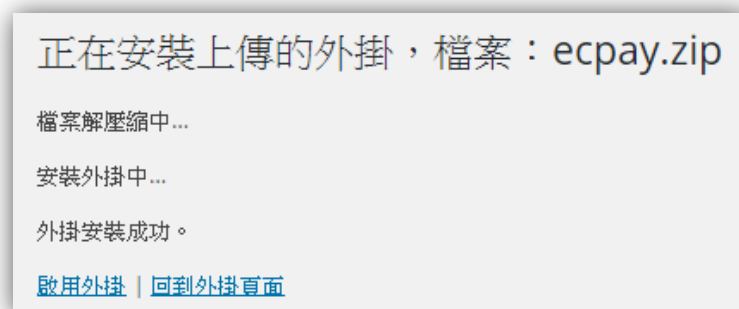 正在安裝上傳的外掛，檔案：ecpay.zip
檔案解壓縮中...
安裝外掛中...
外掛安裝成功。
啟用外掛 | 回到外掛頁面